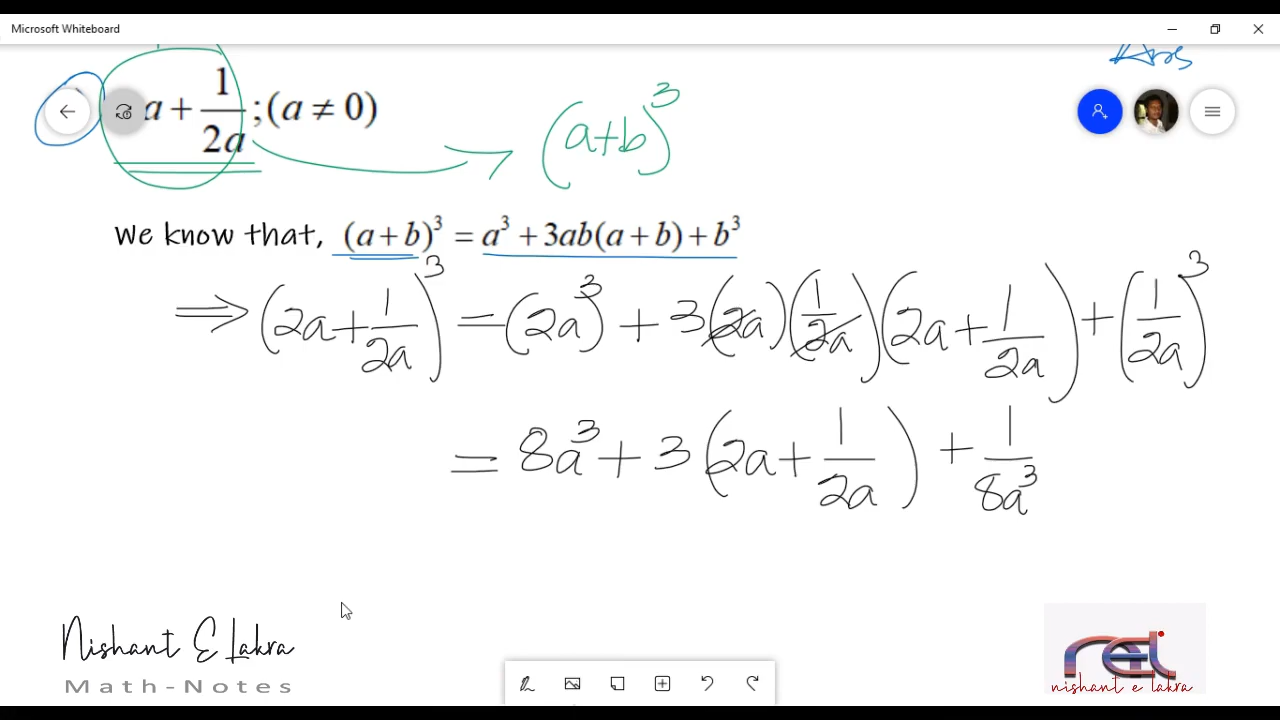 Microsoft Whiteboard
Ans
a + 1/2a ; (a ≠ 0)
(a+b)³
We know that, (a + b)³ = a³ + 3ab(a + b) + b³
⇒ (2a + 1/2a)³ = (2a)³ + 3(2a)(1/2a)(2a + 1/2a) + (1/2a)³
= 8a³ + 3(2a + 1/2a) + 1/8a³
Nishant E Lakra
Math-Notes
nel
nishant e lakra